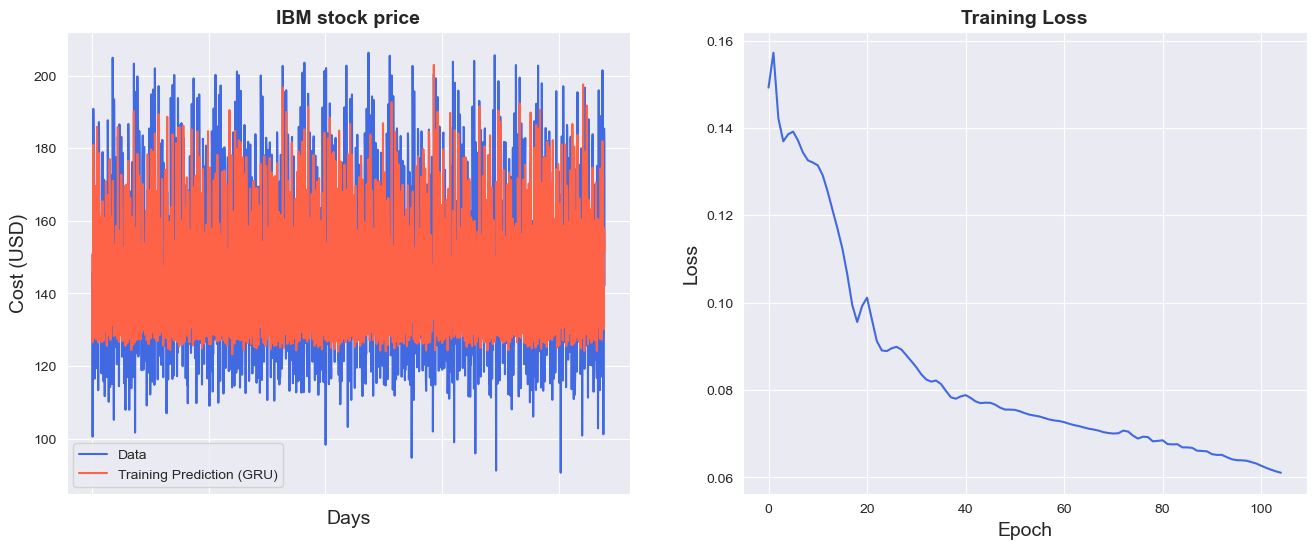 IBM stock price
Cost (USD)
200
180
160
140
120
100
Data
Training Prediction (GRU)
Days
Training Loss
Loss
0.16
0.14
0.12
0.10
0.08
0.06
0 20 40 60 80 100
Epoch